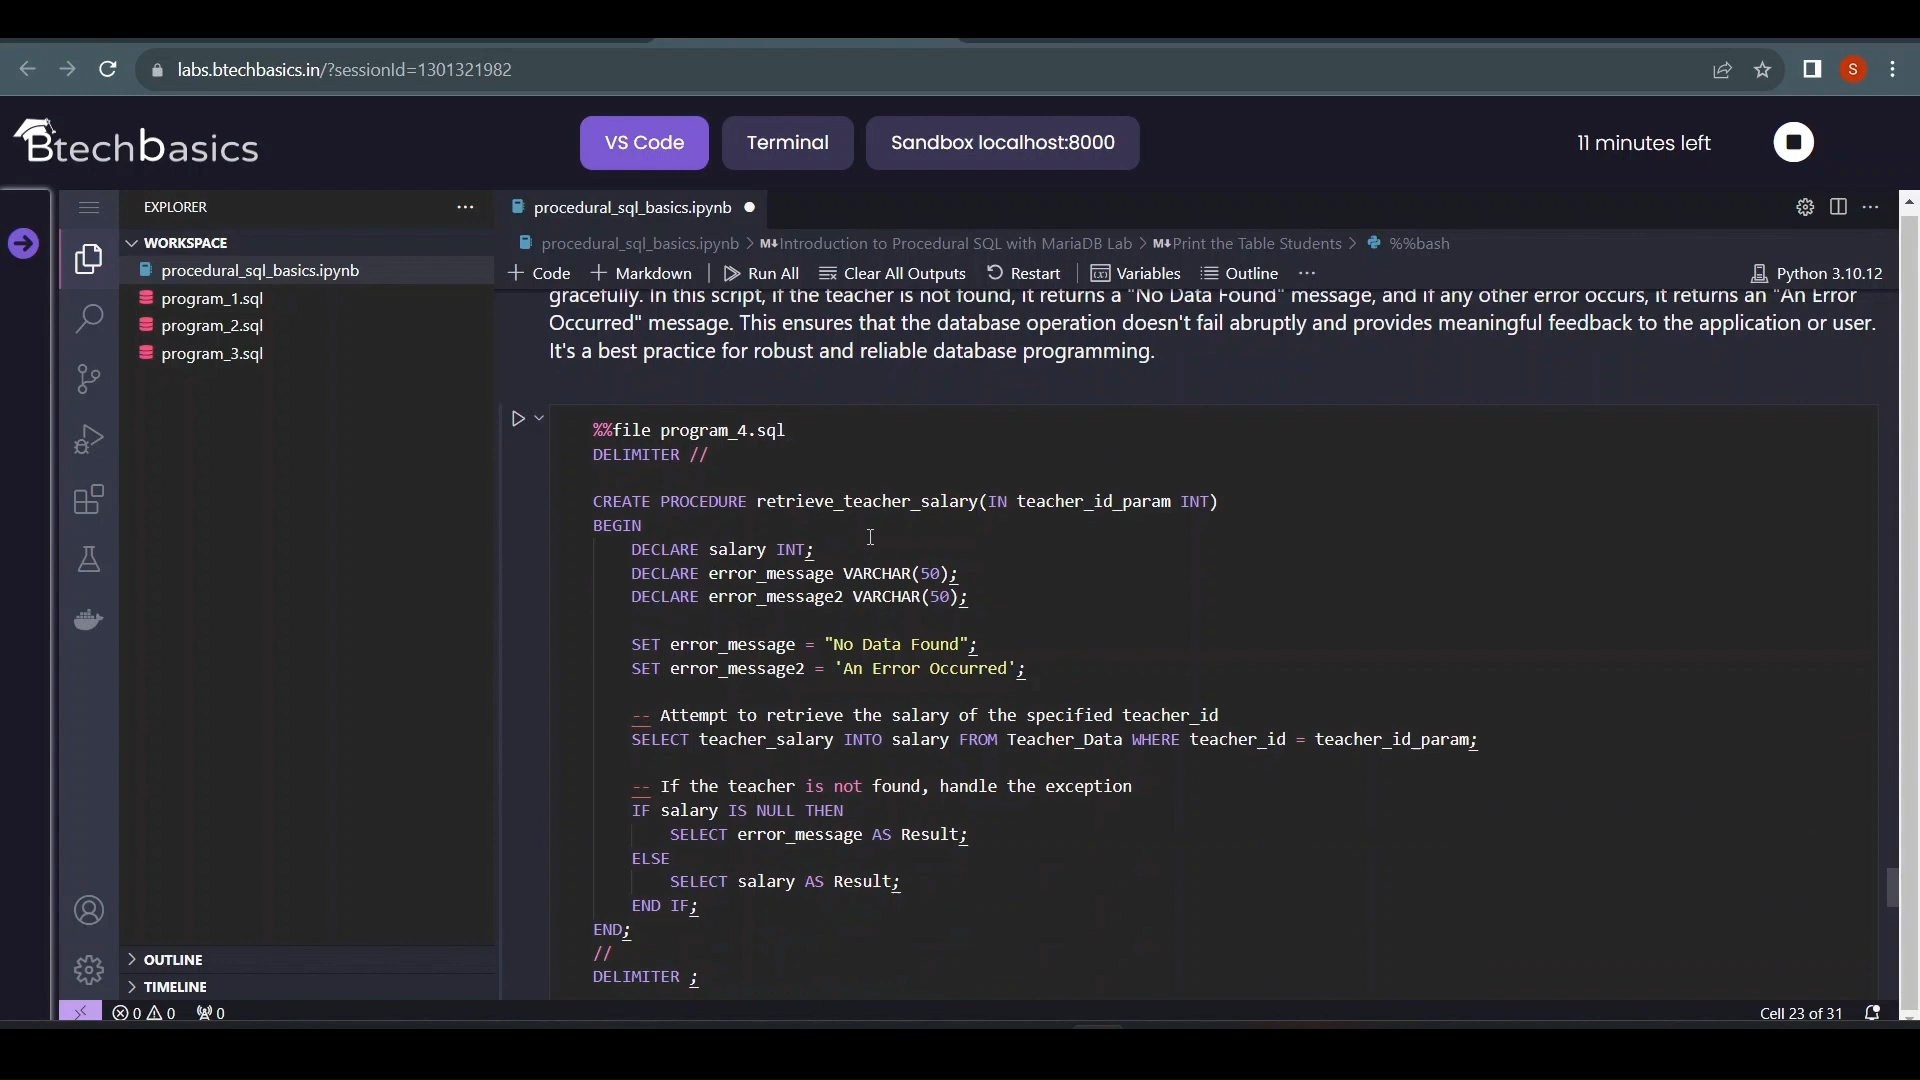 labs.btechbasics.in/?sessionId=1301321982
S
Btechbasics
VS Code
Terminal
Sandbox localhost:8000
11 minutes left
EXPLORER
procedural_sql_basics.ipynb
WORKSPACE
procedural_sql_basics.ipynb > M↓Introduction to Procedural SQL with MariaDB Lab > M↓Print the Table Students > %%bash
procedural_sql_basics.ipynb
+ Code + Markdown | Run All Clear All Outputs Restart | Variables Outline ... Python 3.10.12
program_1.sql
program_2.sql
program_3.sql
gracefully. In this script, if the teacher is not found, it returns a "No Data Found" message, and if any other error occurs, it returns an "An Error
Occurred" message. This ensures that the database operation doesn't fail abruptly and provides meaningful feedback to the application or user.
It's a best practice for robust and reliable database programming.
%%file program_4.sql
DELIMITER //
CREATE PROCEDURE retrieve_teacher_salary(IN teacher_id_param INT)
BEGIN
DECLARE salary INT;
DECLARE error_message VARCHAR(50);
DECLARE error_message2 VARCHAR(50);
SET error_message = "No Data Found";
SET error_message2 = 'An Error Occurred';
-- Attempt to retrieve the salary of the specified teacher_id
SELECT teacher_salary INTO salary FROM Teacher_Data WHERE teacher_id = teacher_id_param;
-- If the teacher is not found, handle the exception
IF salary IS NULL THEN
SELECT error_message AS Result;
ELSE
SELECT salary AS Result;
END IF;
END;
//
DELIMITER ;
OUTLINE
TIMELINE
0 0 0
Cell 23 of 31